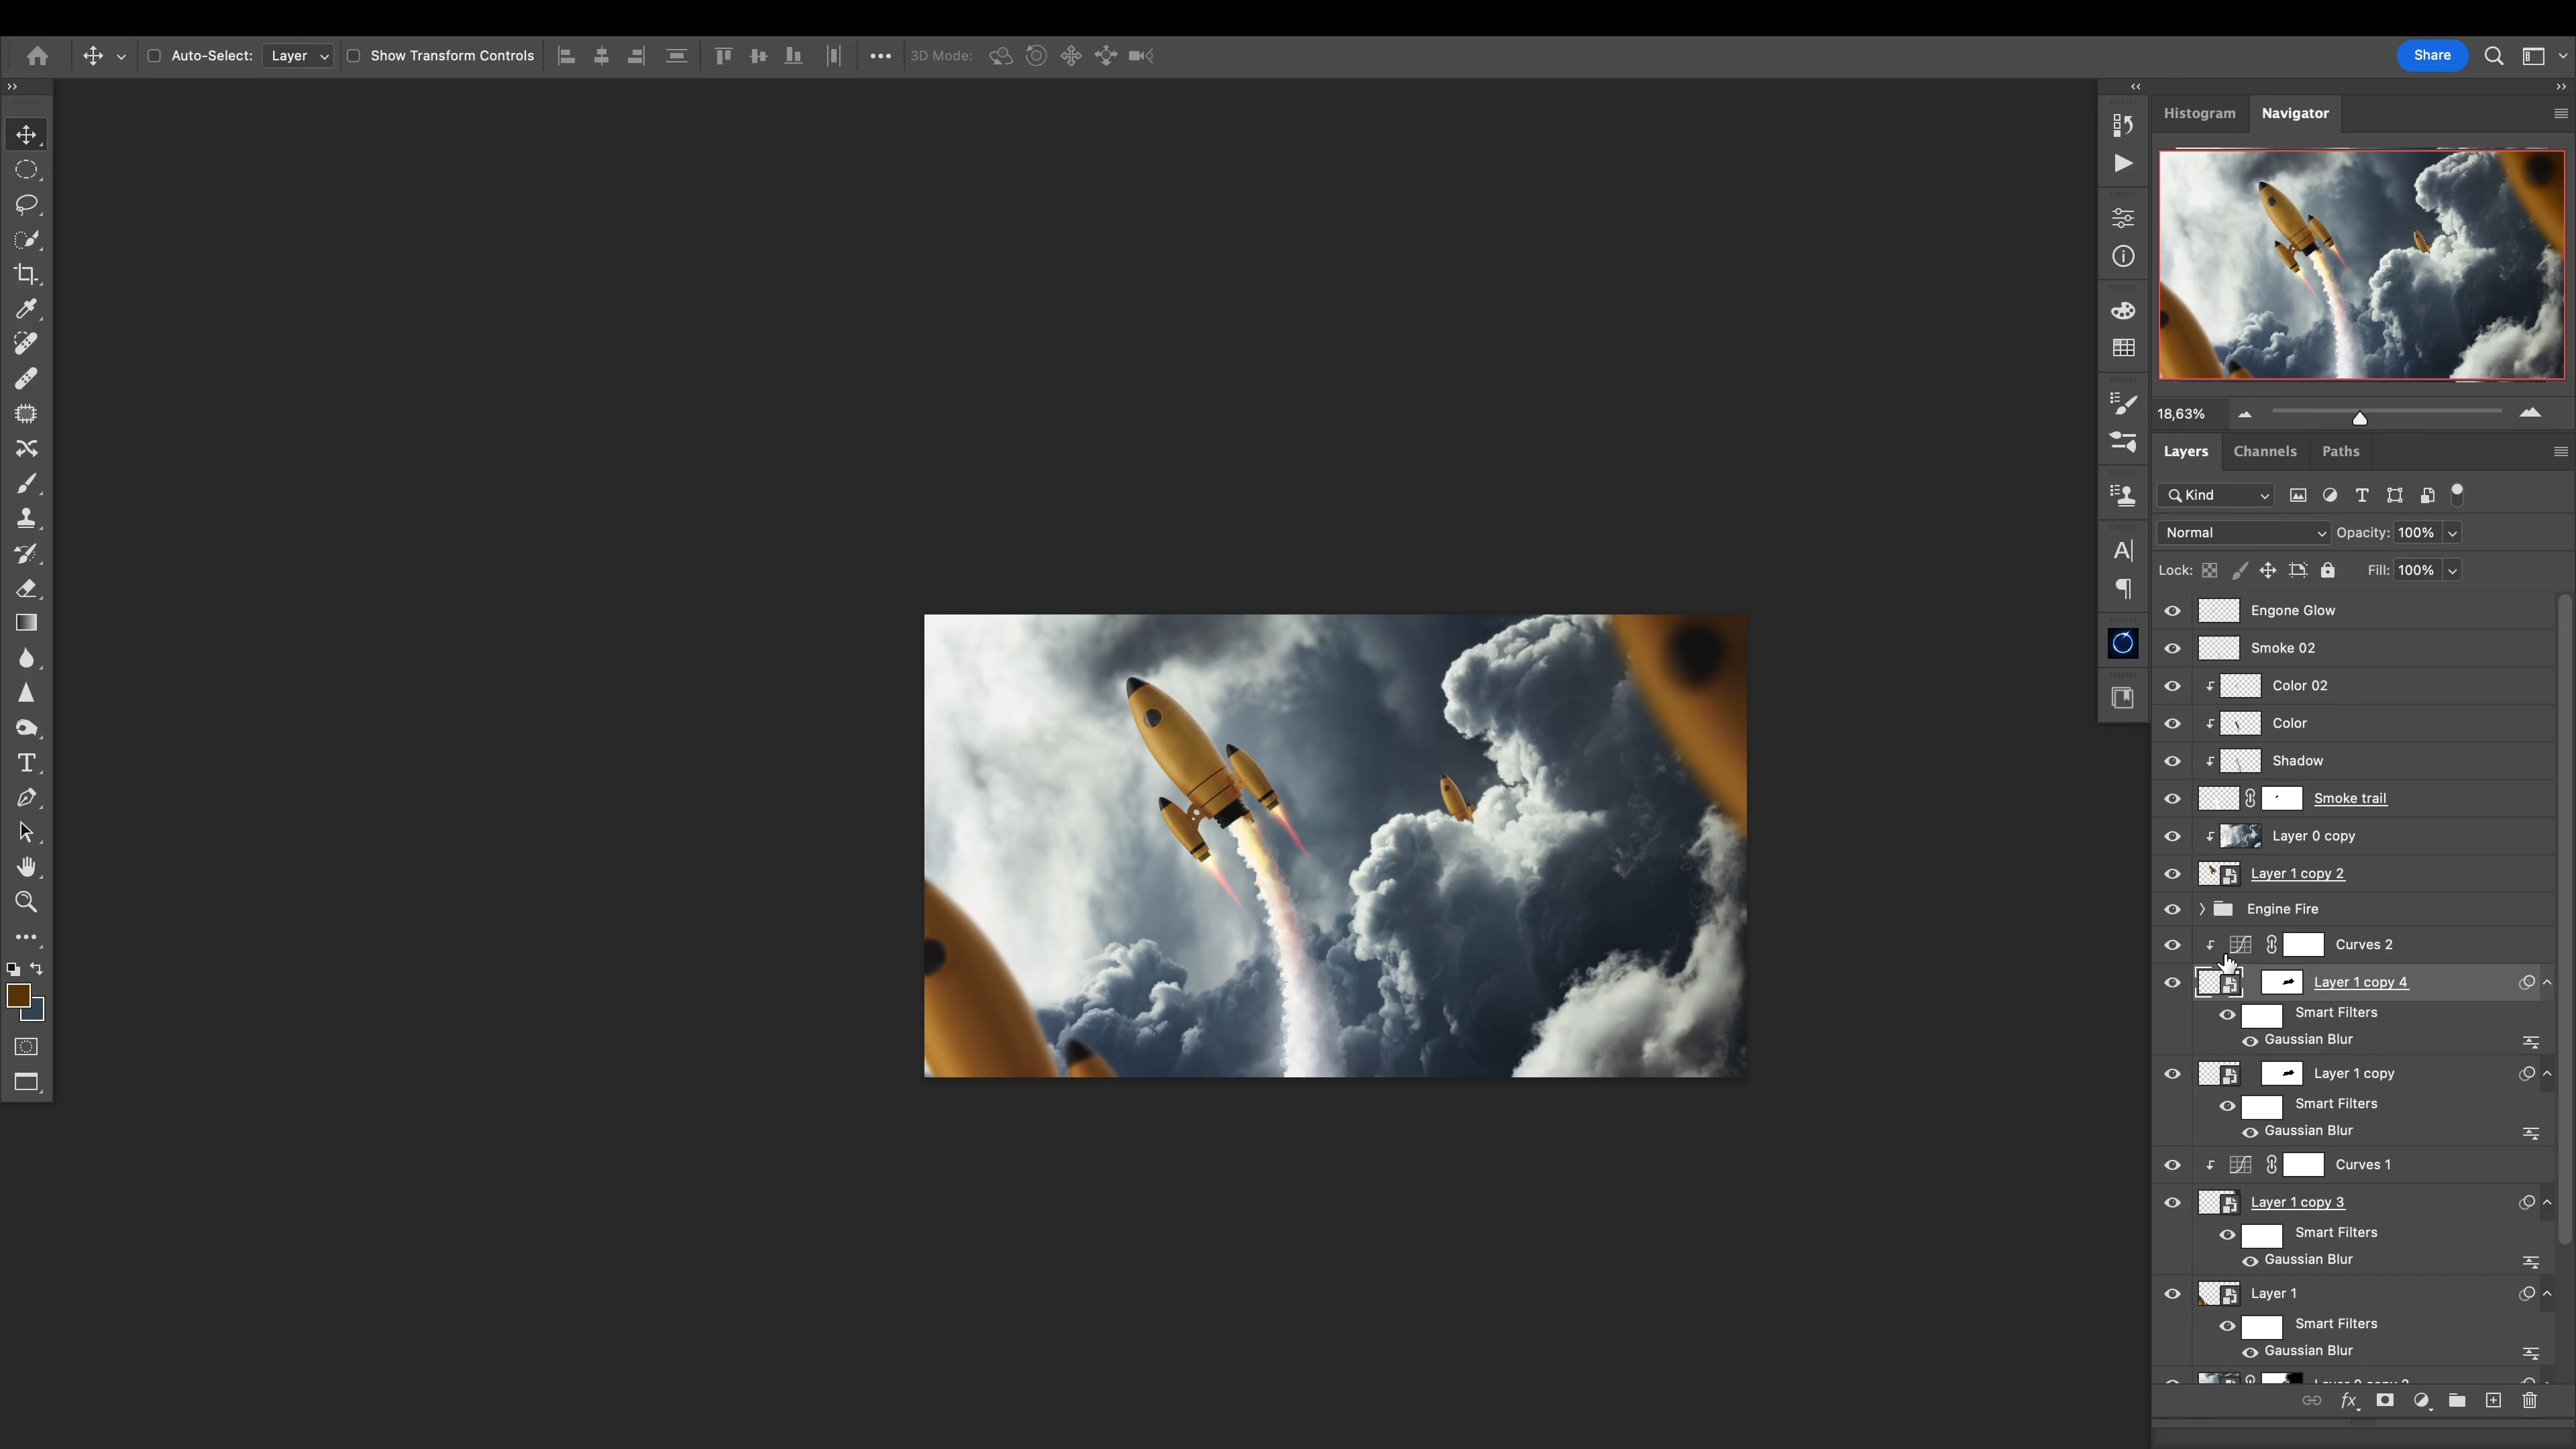 Auto-Select: Layer Show Transform Controls 3D Mode: Share
Histogram Navigator
18,63%
Layers Channels Paths
Kind
Normal Opacity: 100%
Lock: Fill: 100%
Engone Glow
Smoke 02
Color 02
Color
Shadow
Smoke trail
Layer 0 copy
Layer 1 copy 2
Engine Fire
Curves 2
Layer 1 copy 4
Smart Filters
Gaussian Blur
Layer 1 copy
Smart Filters
Gaussian Blur
Curves 1
Layer 1 copy 3
Smart Filters
Gaussian Blur
Layer 1
Smart Filters
Gaussian Blur